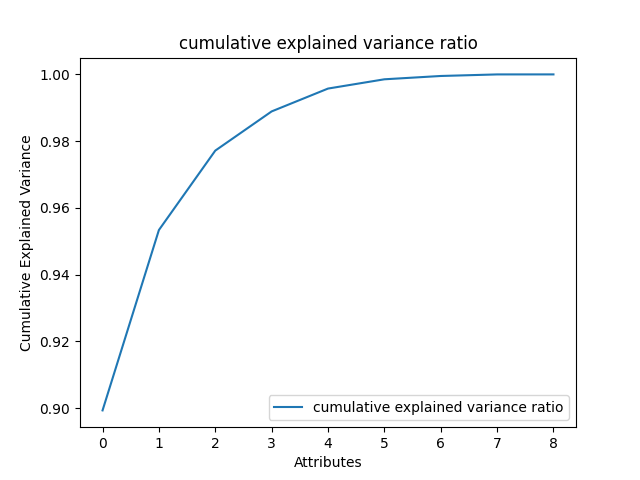 cumulative explained variance ratio
Cumulative Explained Variance
1.00
0.98
0.96
0.94
0.92
0.90
cumulative explained variance ratio
0 1 2 3 4 5 6 7 8
Attributes